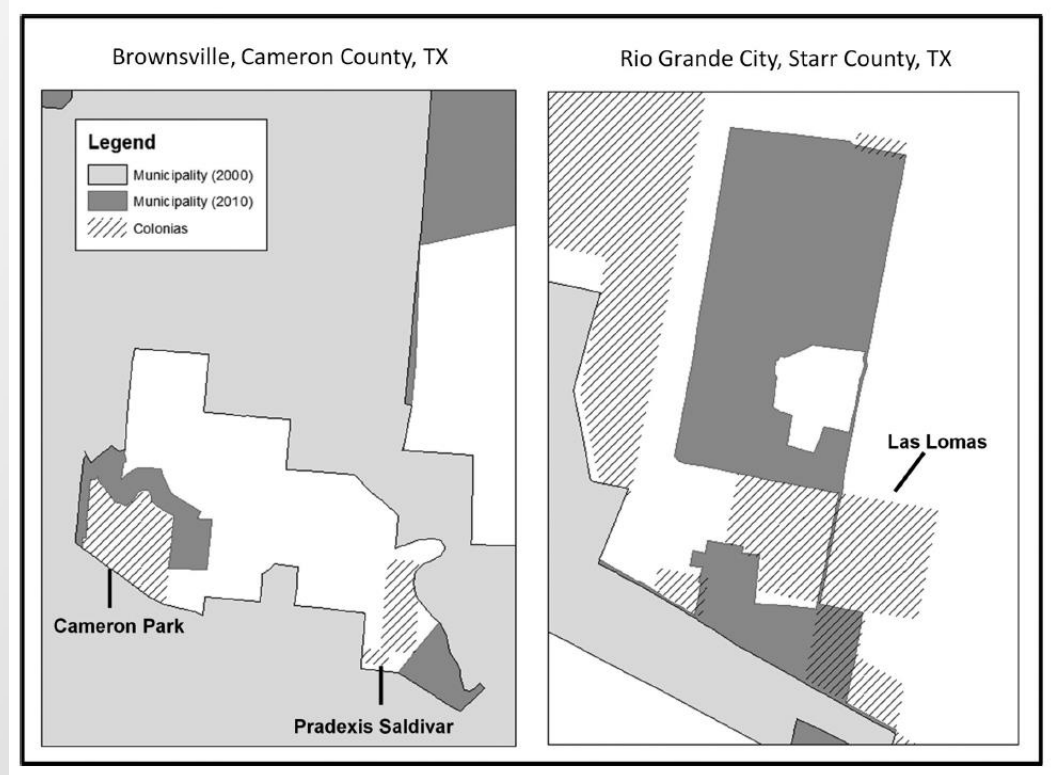 Brownsville, Cameron County, TX
Rio Grande City, Starr County, TX
Legend
Municipality (2000)
Municipality (2010)
Colonias
Las Lomas
Cameron Park
Pradexis Saldivar